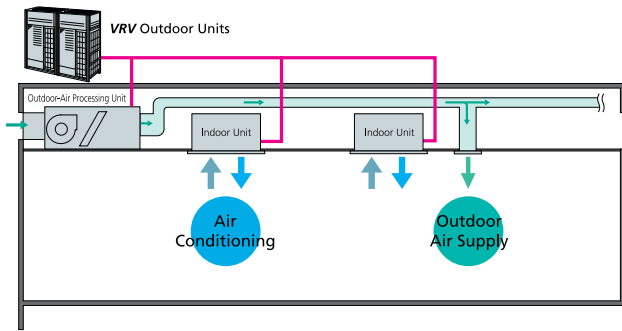 VRV Outdoor Units
Outdoor-Air Processing Unit
Indoor Unit
Indoor Unit
Air
Conditioning
Outdoor
Air Supply